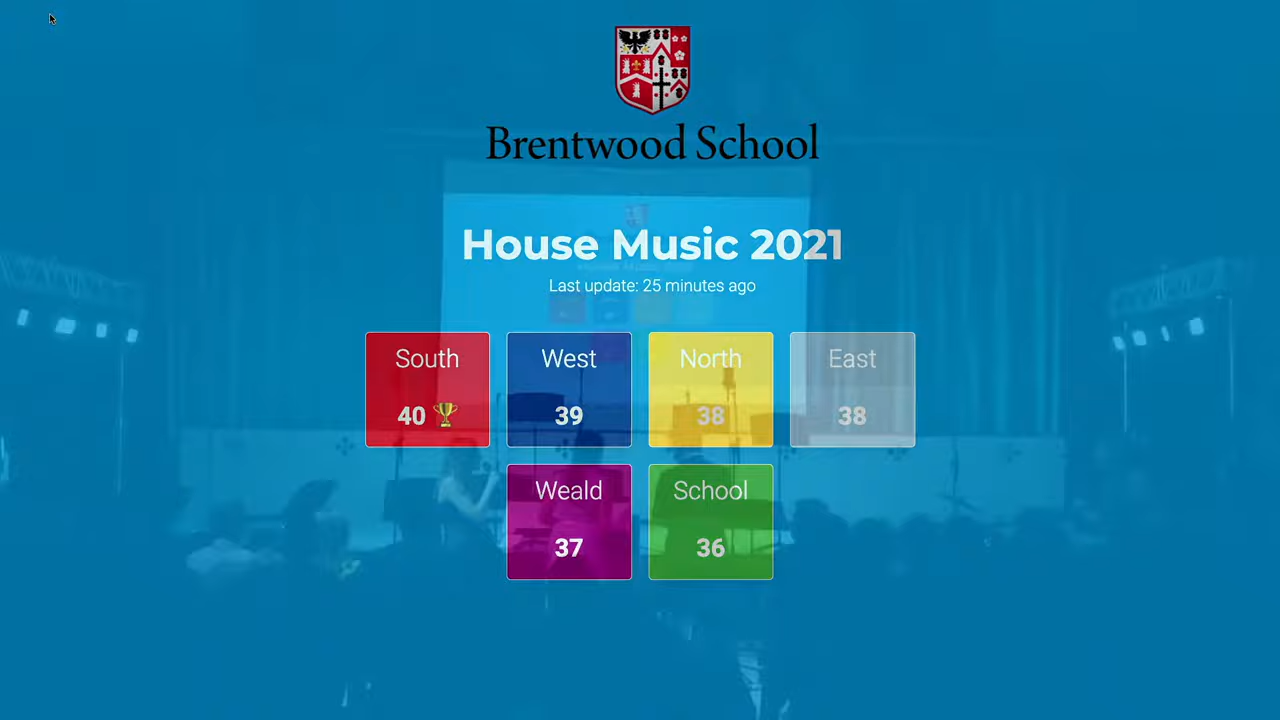 Brentwood School
House Music 2021
Last update: 25 minutes ago
South
West
North
East
40 🏆
39
38
38
Weald
School
37
36